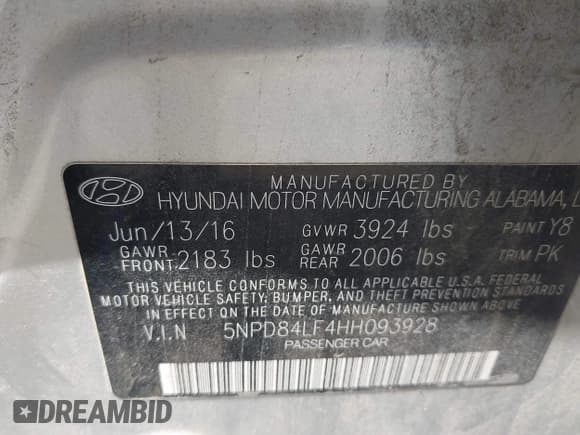 MANUFACTURED BY
HYUNDAI MOTOR MANUFACTURING ALABAMA,
Jun/13/16 GVWR 3924 lbs PAINT Y8
GAWR FRONT 2183 lbs GAWR REAR 2006 lbs TRIM PK
THIS VEHICLE CONFORMS TO ALL APPLICABLE U.S.A. FEDERAL
MOTOR VEHICLE SAFETY, BUMPER, AND THEFT PREVENTION STANDARDS
IN EFFECT ON THE DATE OF MANUFACTURE SHOWN ABOVE.
V.I.N 5NPD84LF4HH093928
PASSENGER CAR
DREAMBID